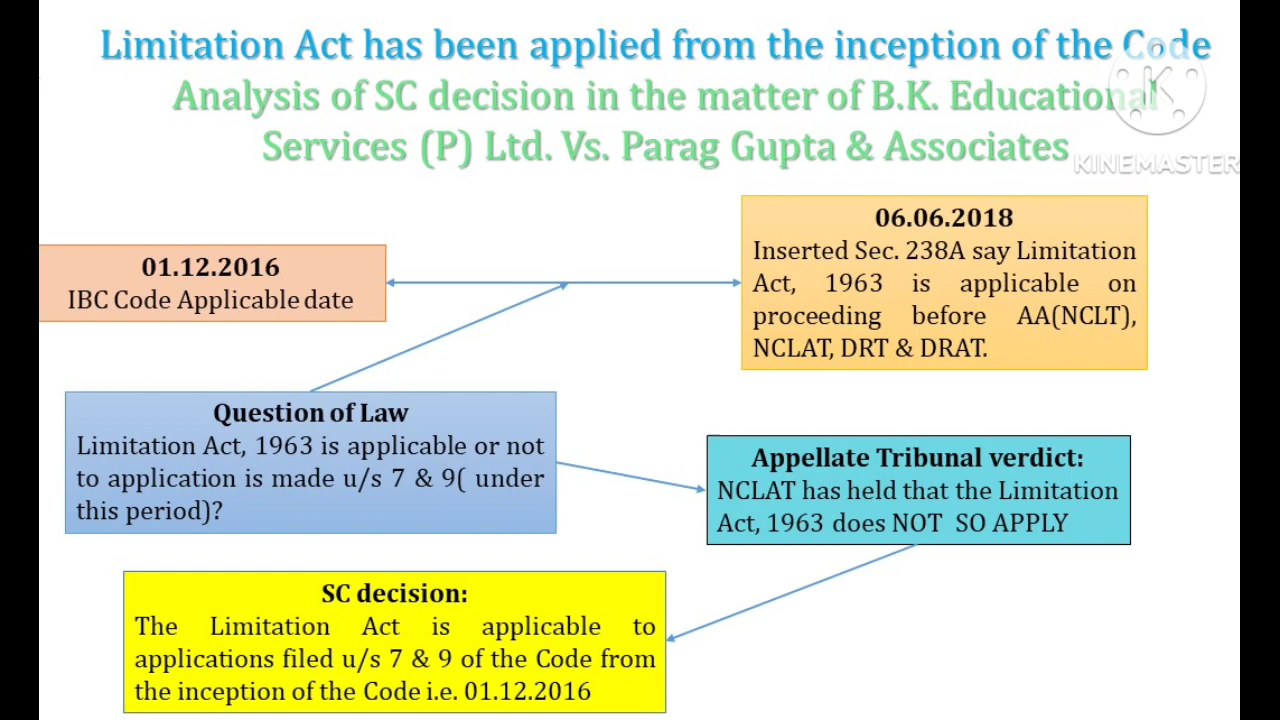 Limitation Act has been applied from the inception of the Code
Analysis of SC decision in the matter of B.K. Educational
Services (P) Ltd. Vs. Parag Gupta & Associates
K
KINEMASTER
01.12.2016
IBC Code Applicable date
06.06.2018
Inserted Sec. 238A say Limitation
Act, 1963 is applicable on
proceeding before AA(NCLT),
NCLAT, DRT & DRAT.
Question of Law
Limitation Act, 1963 is applicable or not
to application is made u/s 7 & 9( under
this period)?
Appellate Tribunal verdict:
NCLAT has held that the Limitation
Act, 1963 does NOT SO APPLY
SC decision:
The Limitation Act is applicable to
applications filed u/s 7 & 9 of the Code from
the inception of the Code i.e. 01.12.2016